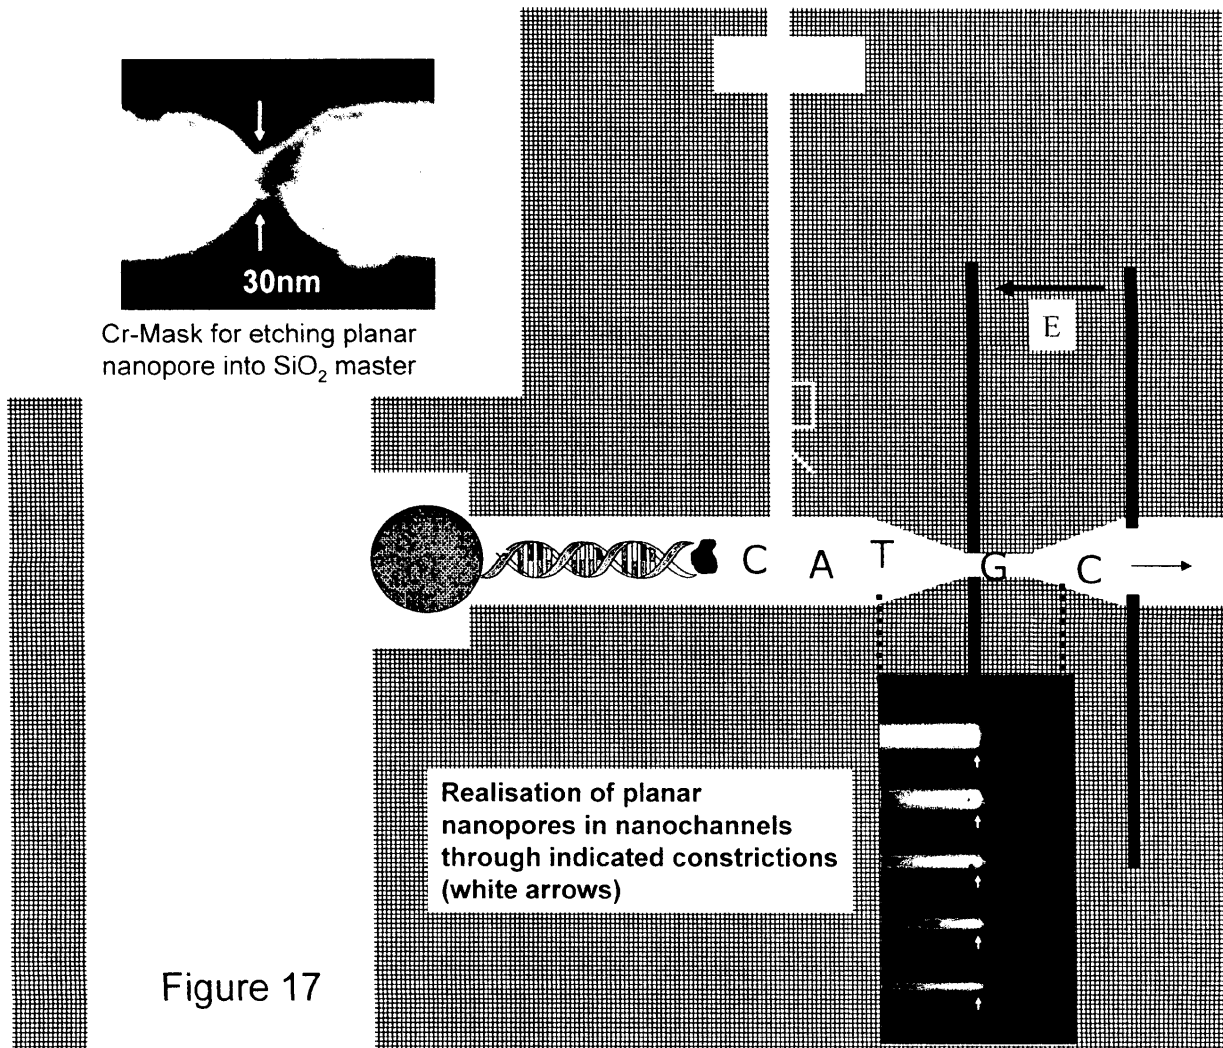 30nm
Cr-Mask for etching planar
nanopore into SiO₂ master
E
C A T G C
Realisation of planar
nanopores in nanochannels
through indicated constrictions
(white arrows)
Figure 17